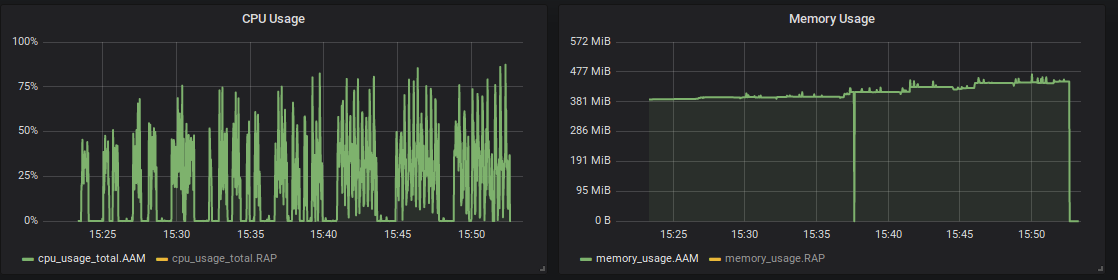 CPU Usage
100%
75%
50%
25%
0%
15:25 15:30 15:35 15:40 15:45 15:50
cpu_usage_total.AAM cpu_usage_total.RAP
Memory Usage
572 MiB
477 MiB
381 MiB
286 MiB
191 MiB
95 MiB
0 B
15:25 15:30 15:35 15:40 15:45 15:50
memory_usage.AAM memory_usage.RAP